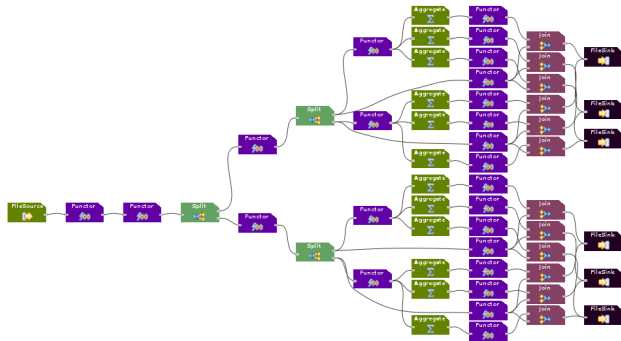 Aggregate
Functor
Aggregate
Functor
Join
Functor
Aggregate
Functor
FileSink
Join
Functor
Join
Aggregate
Functor
Join
FileSink
Split
Functor
Aggregate
Functor
Join
Functor
Functor
Join
FileSink
Aggregate
Functor
Aggregate
Functor
Aggregate
Functor
Join
FileSource
Functor
Functor
Split
Functor
Functor
Aggregate
Functor
Join
FileSink
Split
Functor
Join
Aggregate
Functor
Join
Functor
FileSink
Aggregate
Functor
Join
Functor
Join
FileSink
Aggregate
Functor